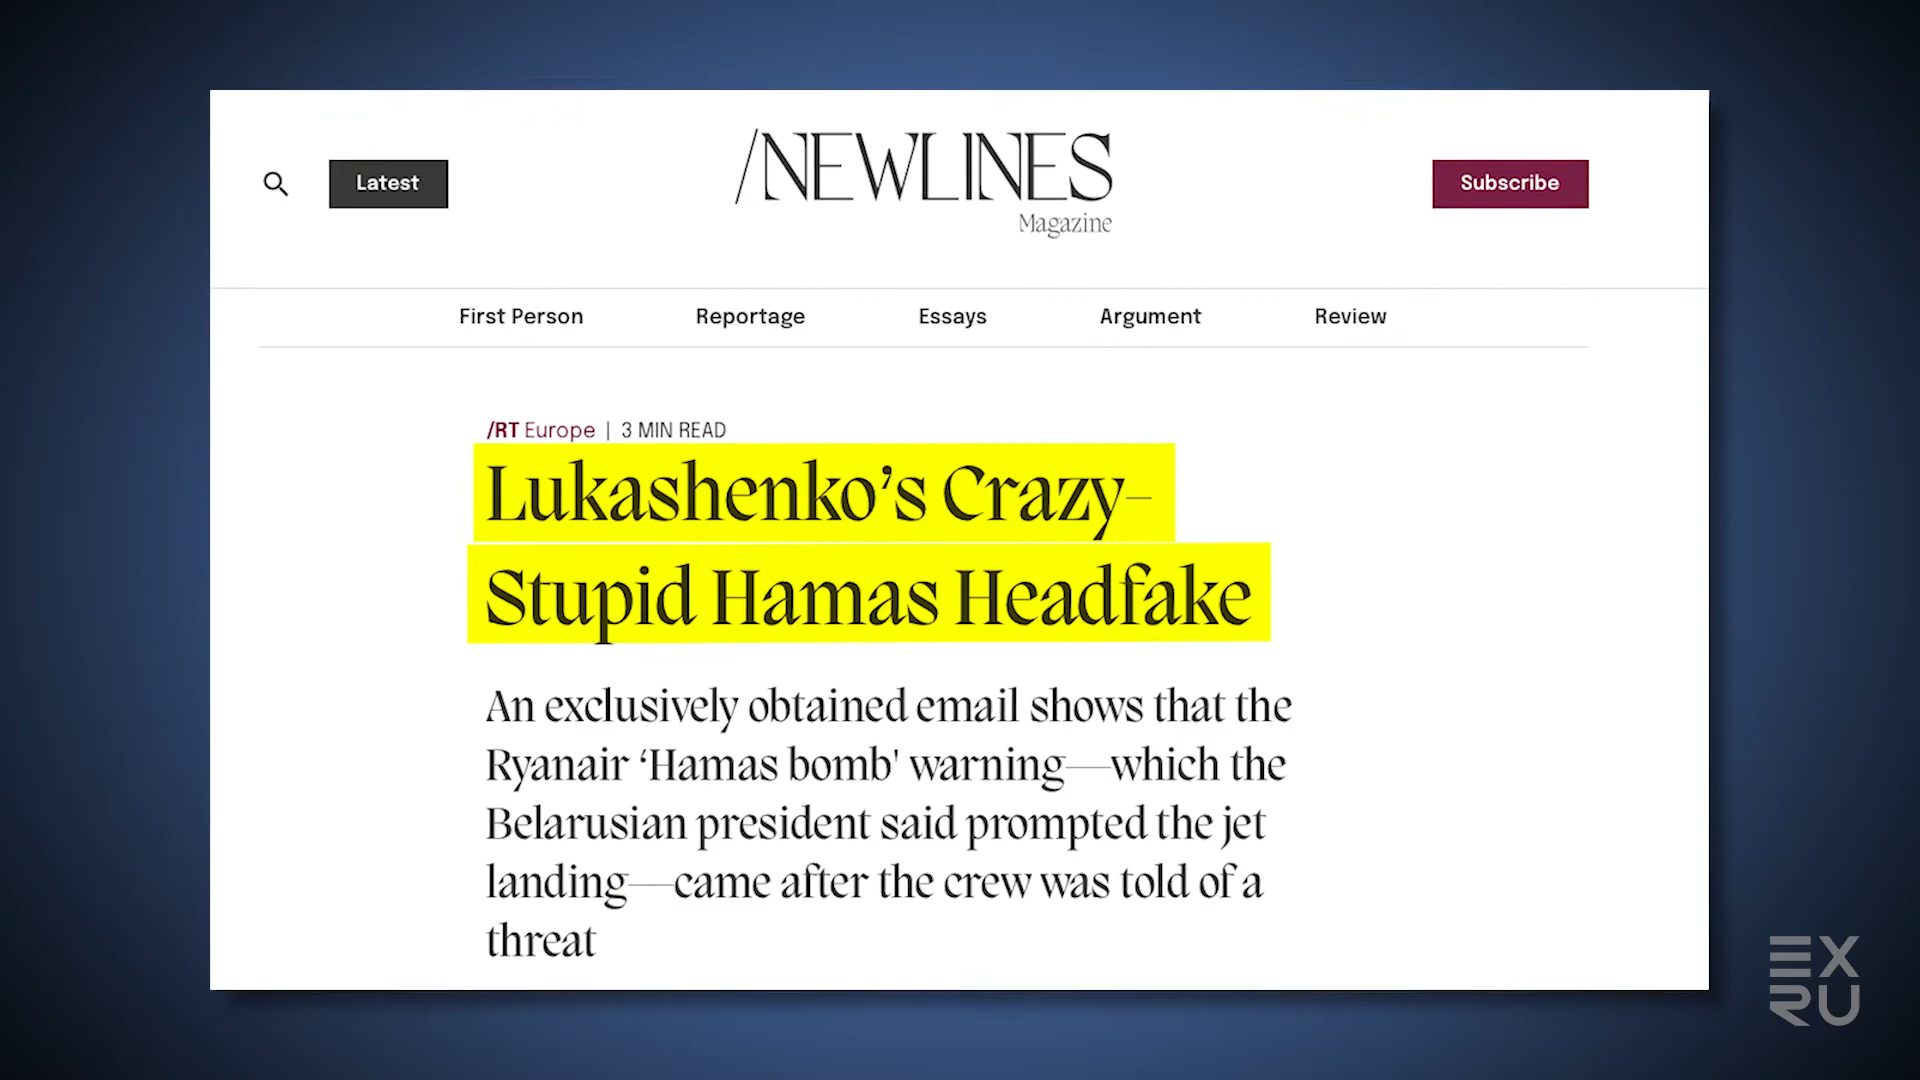 /NEWLINES
Magazine
Latest
Subscribe
First Person
Reportage
Essays
Argument
Review
/RT Europe | 3 MIN READ
Lukashenko’s Crazy–
Stupid Hamas Headfake
An exclusively obtained email shows that the
Ryanair ‘Hamas bomb' warning—which the
Belarusian president said prompted the jet
landing—came after the crew was told of a
threat
EX
RU